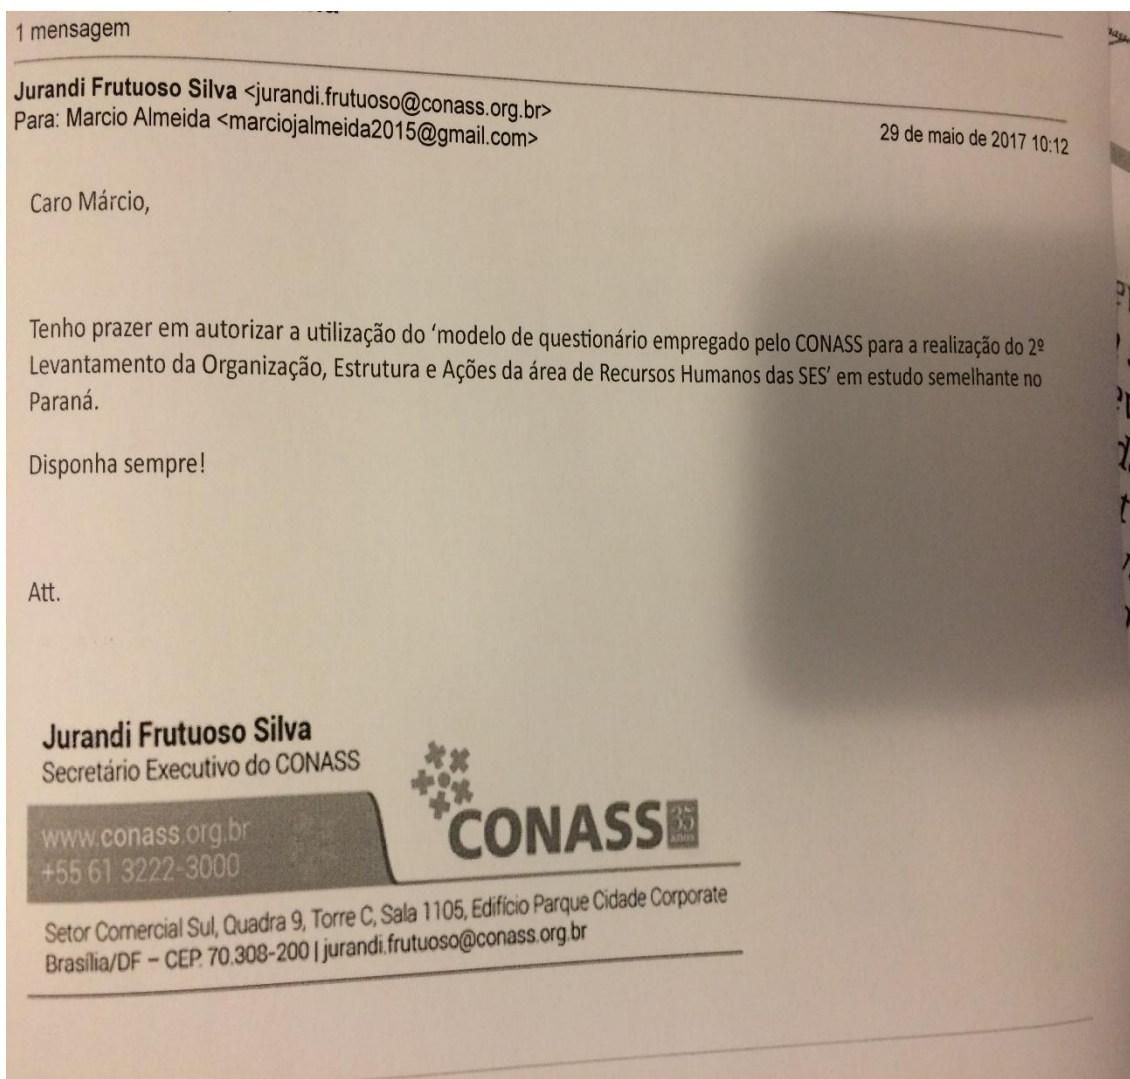 1 mensagem
Jurandi Frutuoso Silva <jurandi.frutuoso@conass.org.br>
Para: Marcio Almeida <marciojalmeida2015@gmail.com>
29 de maio de 2017 10:12
Caro Márcio,
Tenho prazer em autorizar a utilização do ‘modelo de questionário empregado pelo CONASS para a realização do 2º
Levantamento da Organização, Estrutura e Ações da área de Recursos Humanos das SES’ em estudo semelhante no
Paraná.
Disponha sempre!
Att.
Jurandi Frutuoso Silva
Secretário Executivo do CONASS
www.conass.org.br
+55 61 3222-3000
CONASS 35 anos
Setor Comercial Sul, Quadra 9, Torre C, Sala 1105, Edifício Parque Cidade Corporate
Brasília/DF – CEP. 70.308-200 | jurandi.frutuoso@conass.org.br